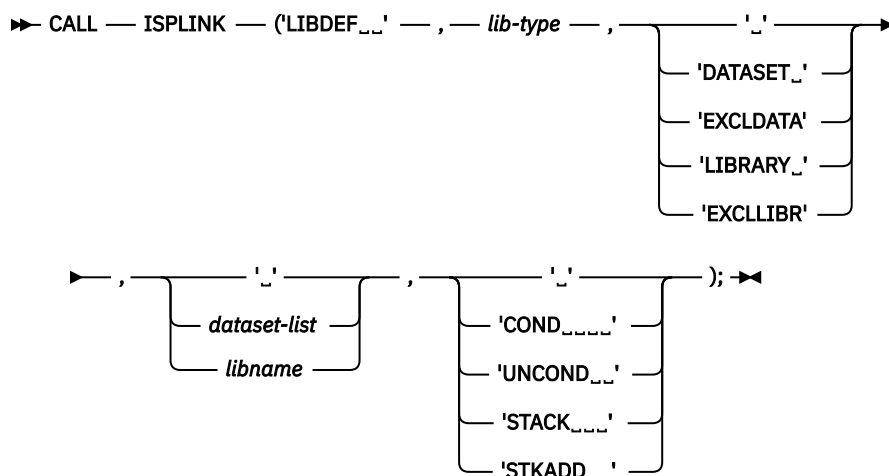 CALL ISPLINK ('LIBDEF␣␣' , lib-type , '␣'
'DATASET␣'
'EXCLDATA'
'LIBRARY␣'
'EXCLLIBR'
, '␣' , '␣' );
dataset-list 'COND␣␣␣␣'
libname 'UNCOND␣␣'
'STACK␣␣␣'
'STKADD␣␣'